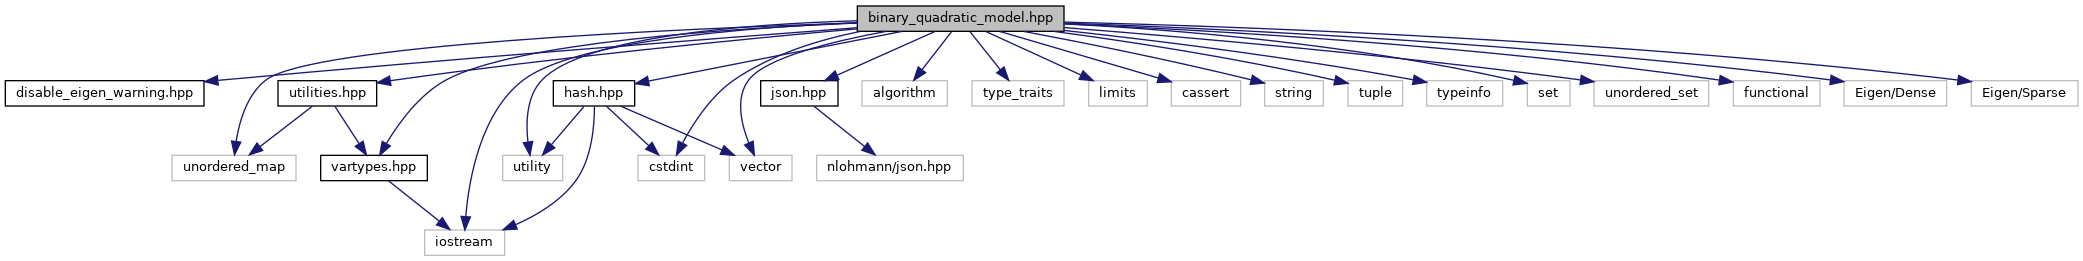 binary_quadratic_model.hpp
disable_eigen_warning.hpp
utilities.hpp
hash.hpp
json.hpp
algorithm
type_traits
limits
cassert
string
tuple
typeinfo
set
unordered_set
functional
Eigen/Dense
Eigen/Sparse
unordered_map
vartypes.hpp
utility
cstdint
vector
nlohmann/json.hpp
iostream